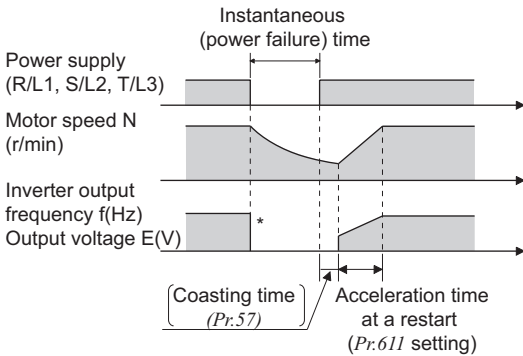 Instantaneous
(power failure) time
Power supply
(R/L1, S/L2, T/L3)
Motor speed N
(r/min)
Inverter output
frequency f(Hz)
*
Output voltage E(V)
Coasting time
(Pr.57)
Acceleration time
at a restart
(Pr.611 setting)